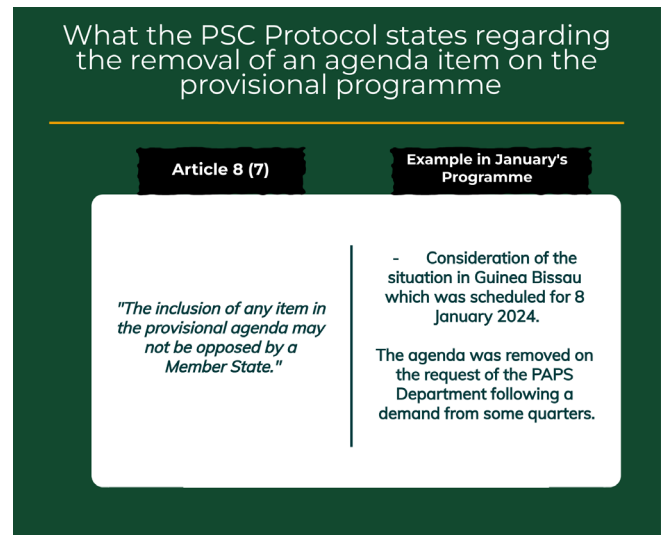 What the PSC Protocol states regarding
the removal of an agenda item on the
provisional programme
Article 8 (7)
"The inclusion of any item in
the provisional agenda may
not be opposed by a
Member State."
Example in January's
Programme
- Consideration of the
situation in Guinea Bissau
which was scheduled for 8
January 2024.
The agenda was removed on
the request of the PAPS
Department following a
demand from some quarters.